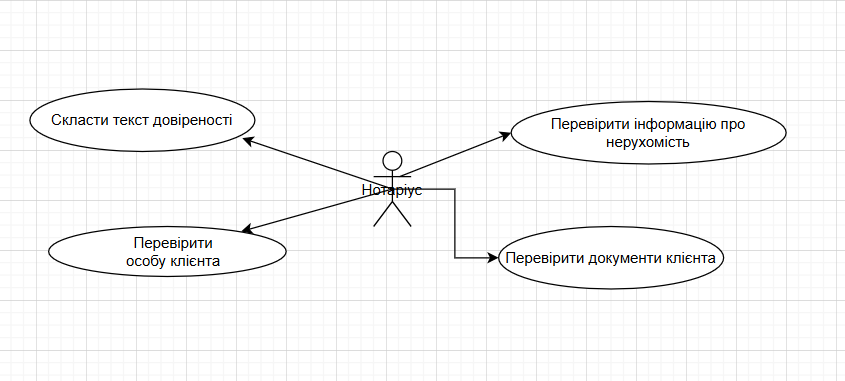 Скласти текст довіреності
Перевірити інформацію про
нерухомість
Нотаріус
Перевірити
особу клієнта
Перевірити документи клієнта